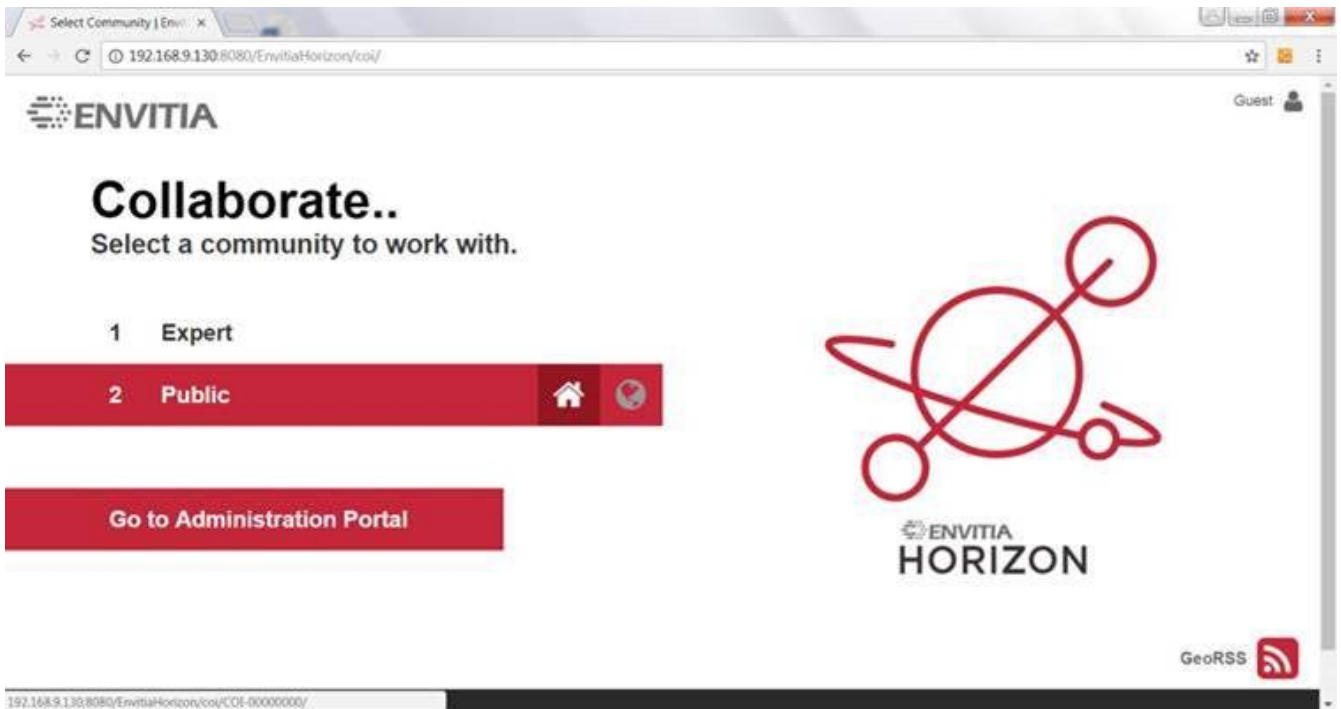 Select Community | Envi
192.168.9.130:8080/EnvitiaHorizon/coi/
ENVITIA
Guest
Collaborate..
Select a community to work with.
1 Expert
2 Public
Go to Administration Portal
ENVITIA
HORIZON
GeoRSS
192.168.9.130:8080/EnvitiaHorizon/coi/COI-00000000/